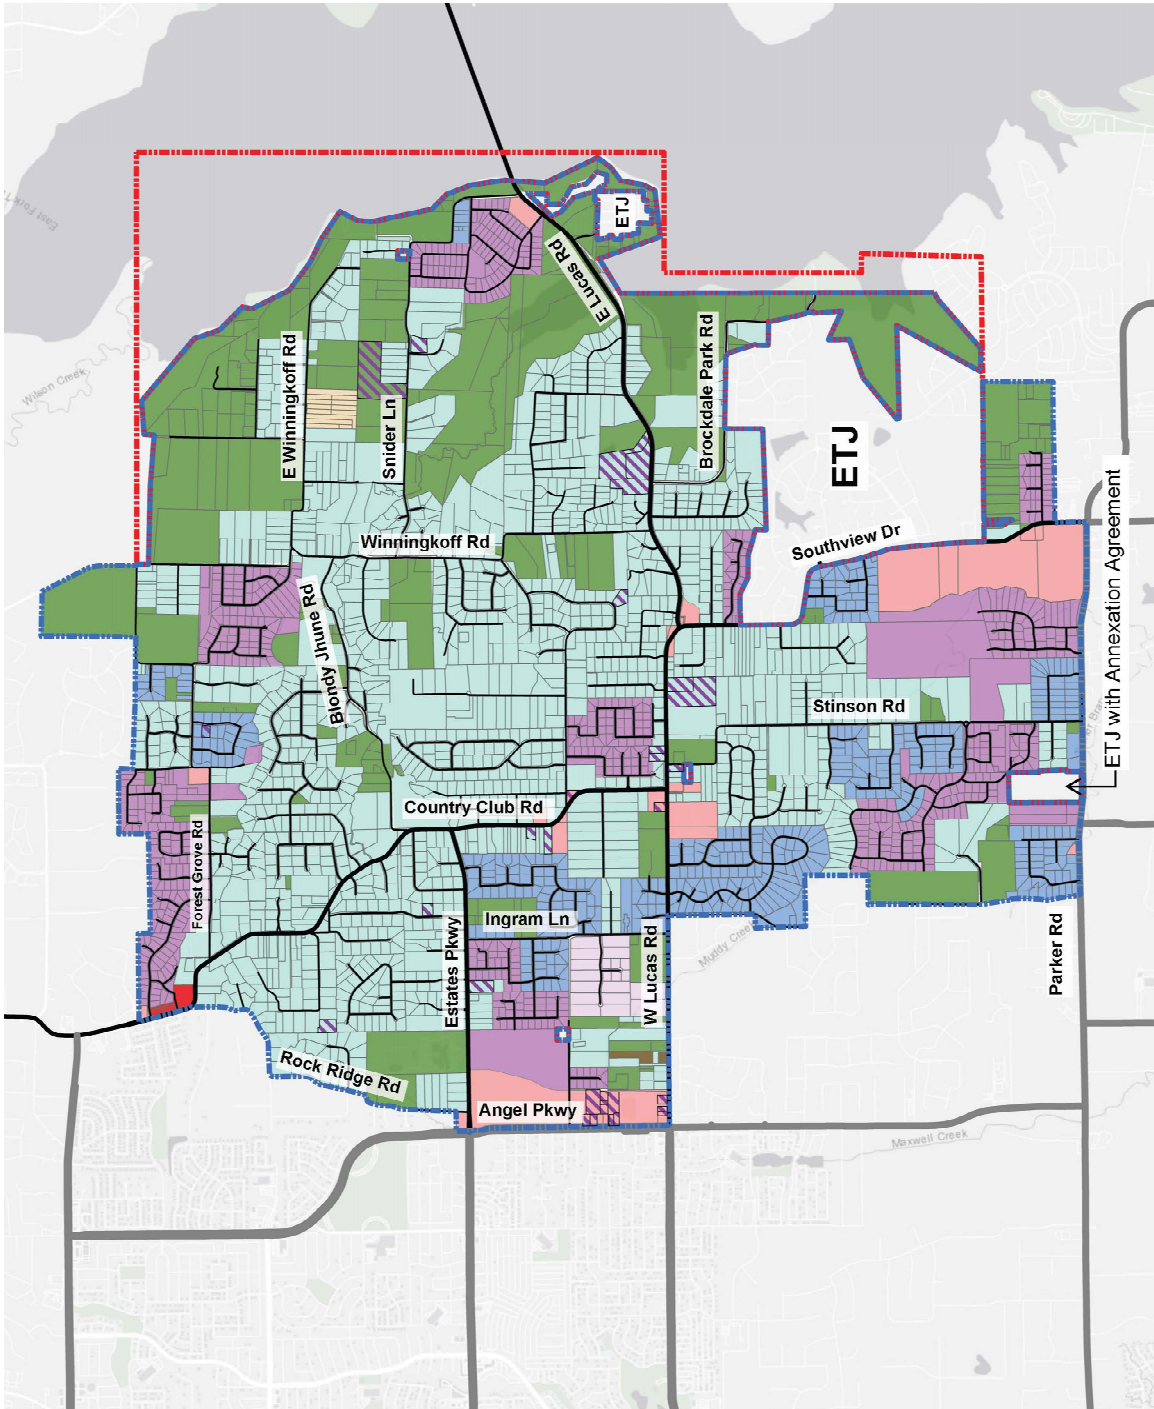 East Fork
ETJ
E Lucas Rd
Wilson Creek
E Winningkoff Rd
Brockdale Park Rd
Snider Ln
ETJ
Winningkoff Rd
Southview Dr
Blondy Jhune Rd
Stinson Rd
ETJ with Annexation Agreement
Country Club Rd
Forest Grove Rd
Ingram Ln
Estates Pkwy
W Lucas Rd
Muddy Creek
Parker Rd
Rock Ridge Rd
Angel Pkwy
Maxwell Creek